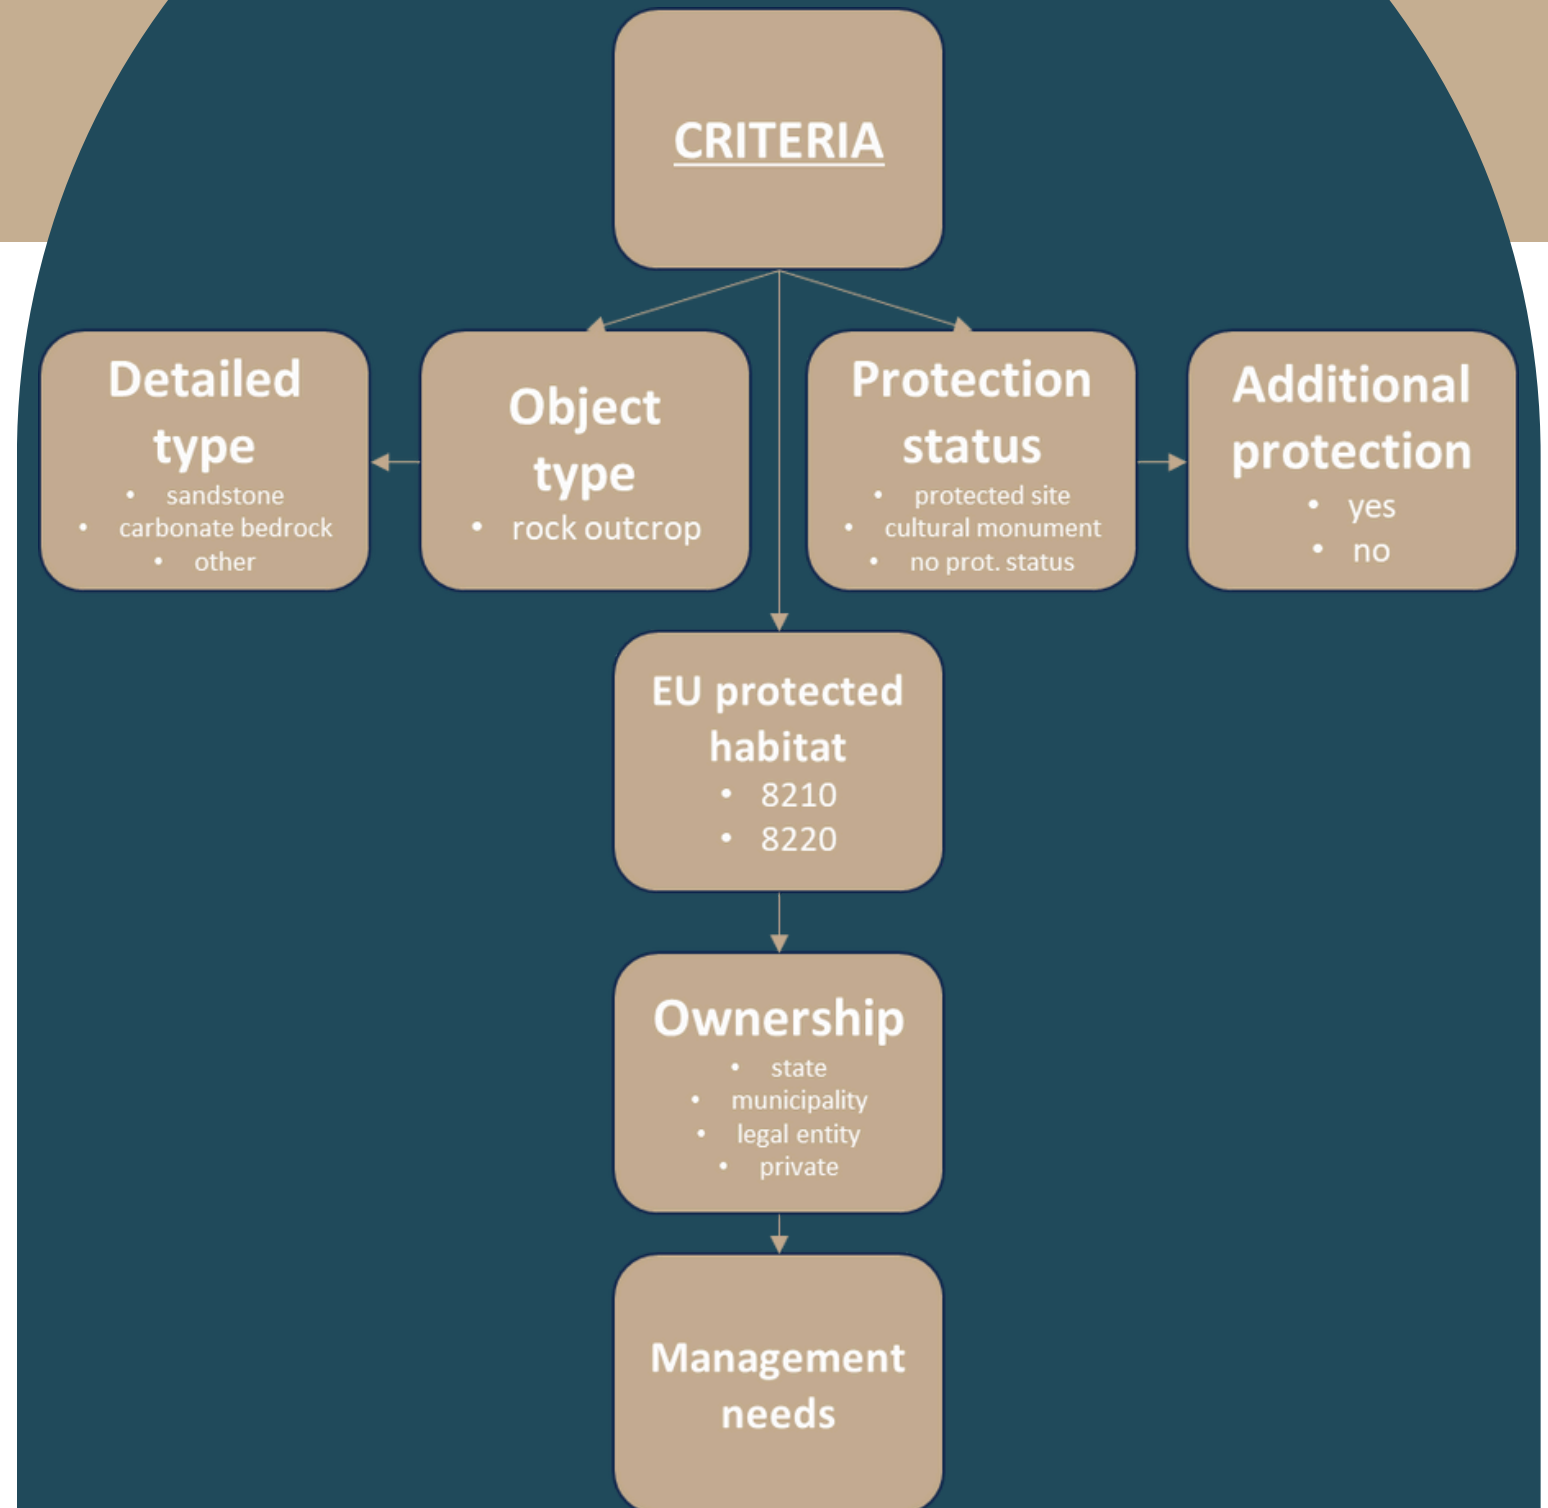 CRITERIA
Detailed
type
• sandstone
• carbonate bedrock
• other
Object
type
• rock outcrop
Protection
status
• protected site
• cultural monument
• no prot. status
Additional
protection
• yes
• no
EU protected
habitat
• 8210
• 8220
Ownership
• state
• municipality
• legal entity
• private
Management
needs